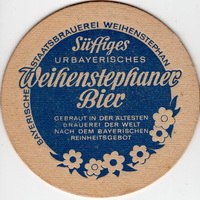 BAYERISCHE STAATSBRAUEREI WEIHENSTEPHAN
Süffiges
URBAYERISCHES
Weihenstephaner
Bier
GEBRAUT IN DER ÄLTESTEN
BRAUEREI DER WELT
NACH DEM BAYERISCHEN
REINHEITSGEBOT